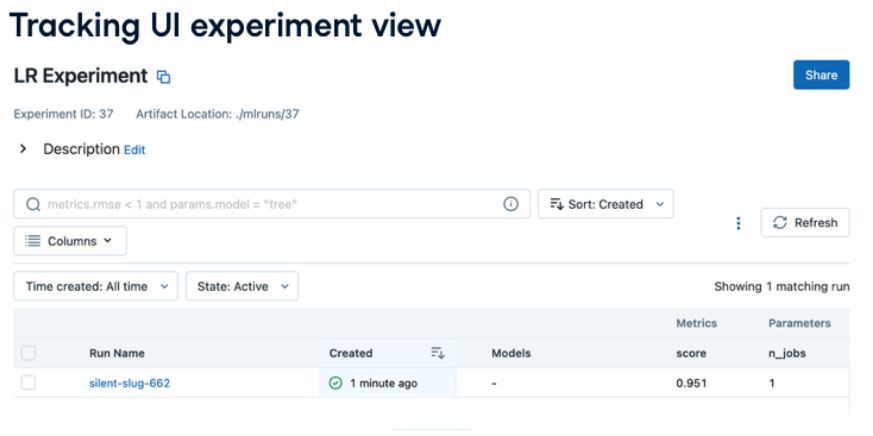 Tracking UI experiment view
LR Experiment
Share
Experiment ID: 37 Artifact Location: ./mlruns/37
Description Edit
metrics.rmse < 1 and params.model = "tree"
Sort: Created
Refresh
Columns
Time created: All time State: Active Showing 1 matching run
Metrics Parameters
Run Name Created Models score n_jobs
silent-slug-662 1 minute ago - 0.951 1